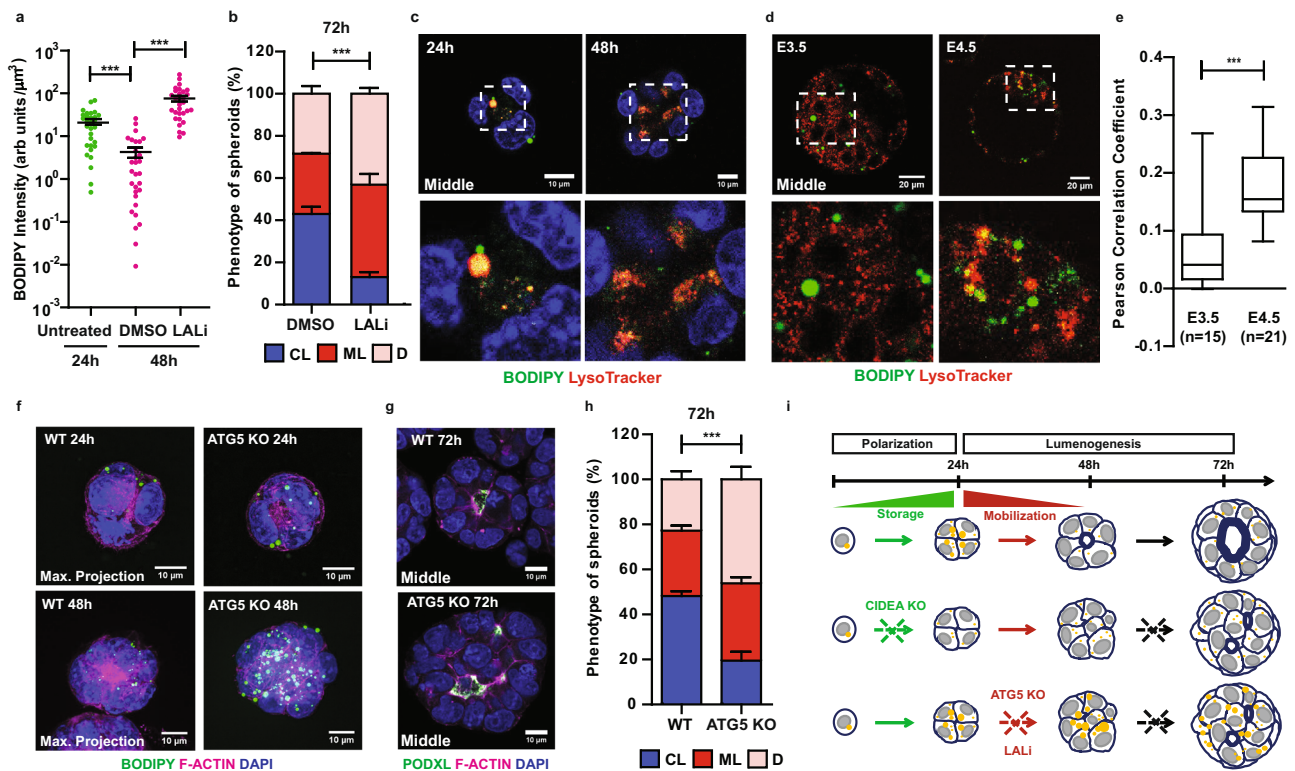 a
BODIPY Intensity (arb units/μm³)
10³
10²
10¹
10⁰
10⁻¹
10⁻²
10⁻³
***
***
Untreated DMSO LALi
24h 48h
b
72h
Phenotype of spheroids (%)
120
100
80
60
40
20
0
***
DMSO LALi
CL ML D
c
24h
48h
Middle
10 μm
10 μm
BODIPY LysoTracker
d
E3.5
E4.5
Middle
20 μm
20 μm
BODIPY LysoTracker
e
Pearson Correlation Coefficient
0.4
0.3
0.2
0.1
0.0
-0.1
***
E3.5 E4.5
(n=15) (n=21)
f
WT 24h
ATG5 KO 24h
Max. Projection
10 μm
10 μm
WT 48h
ATG5 KO 48h
Max. Projection
10 μm
10 μm
BODIPY F-ACTIN DAPI
g
WT 72h
Middle
10 μm
ATG5 KO 72h
Middle
10 μm
PODXL F-ACTIN DAPI
h
72h
Phenotype of spheroids (%)
120
100
80
60
40
20
0
***
WT ATG5 KO
CL ML D
i
Polarization Lumenogenesis
24h 48h 72h
Storage Mobilization
CIDEA KO
ATG5 KO
LALi